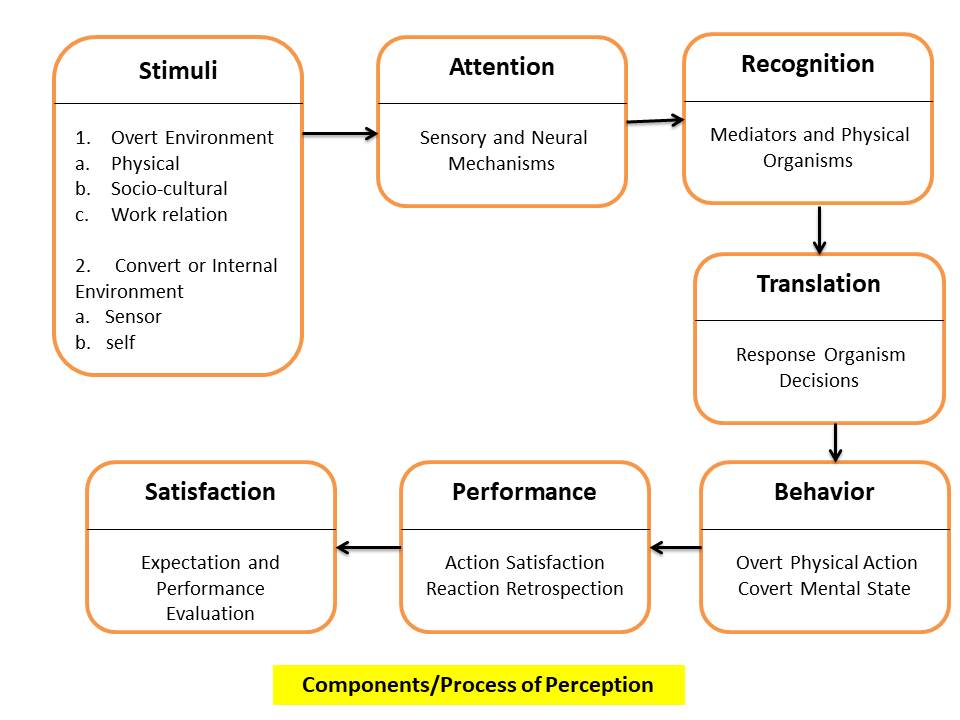 Stimuli
1. Overt Environment
a. Physical
b. Socio-cultural
c. Work relation
2. Convert or Internal
Environment
a. Sensor
b. self
Attention
Sensory and Neural
Mechanisms
Recognition
Mediators and Physical
Organisms
Translation
Response Organism
Decisions
Behavior
Overt Physical Action
Covert Mental State
Performance
Action Satisfaction
Reaction Retrospection
Satisfaction
Expectation and
Performance
Evaluation
Components/Process of Perception